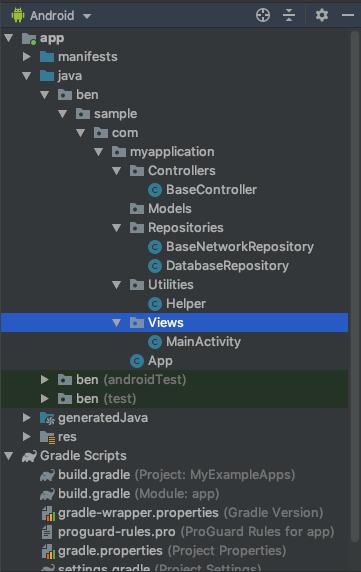 Android
app
manifests
java
ben
sample
com
myapplication
Controllers
BaseController
Models
Repositories
BaseNetworkRepository
DatabaseRepository
Utilities
Helper
Views
MainActivity
App
ben (androidTest)
ben (test)
generatedJava
res
Gradle Scripts
build.gradle (Project: MyExampleApps)
build.gradle (Module: app)
gradle-wrapper.properties (Gradle Version)
proguard-rules.pro (ProGuard Rules for app)
gradle.properties (Project Properties)
settings.gradle (Project Settings)